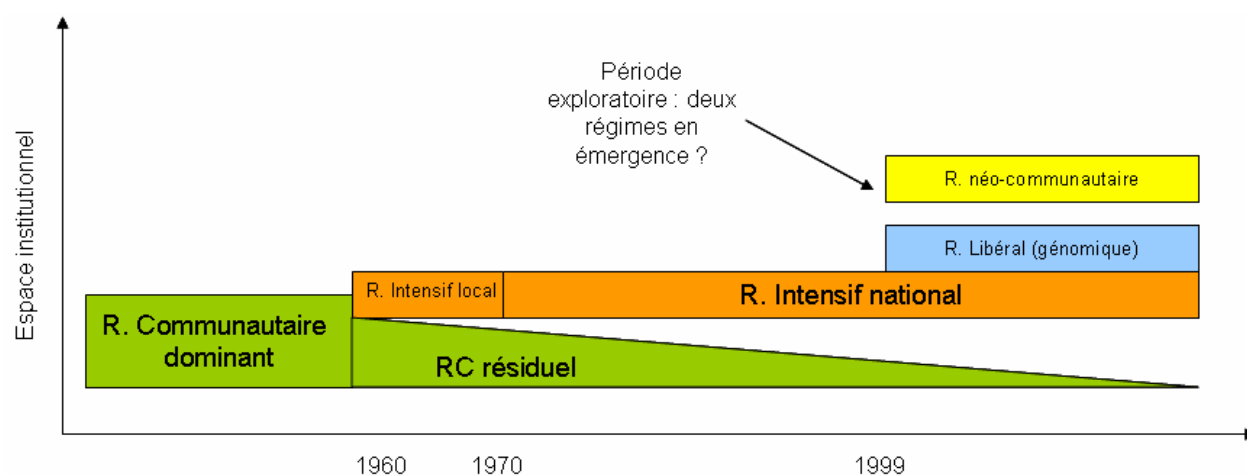 Espace institutionnel
Période
exploratoire : deux
régimes en
émergence ?
R. néo-communautaire
R. Libéral (génomique)
R. Intensif local
R. Intensif national
R. Communautaire
dominant
RC résiduel
1960
1970
1999